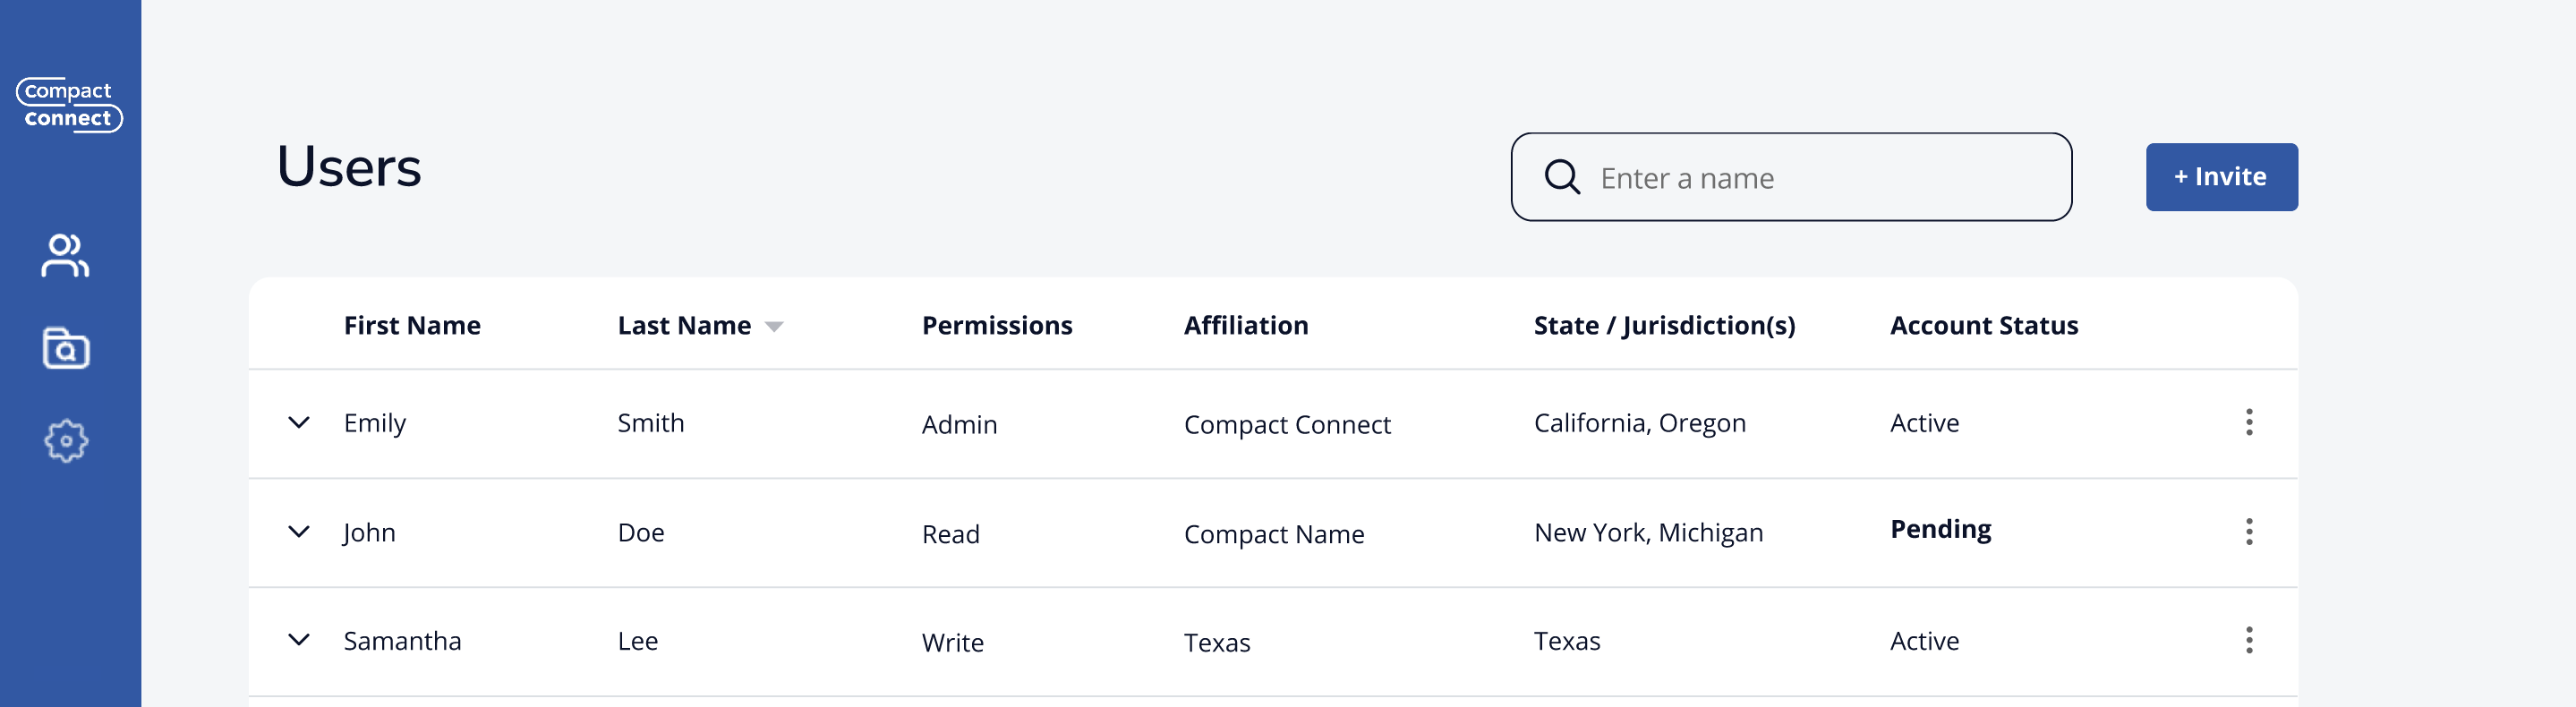 Compact
connect
Users
Enter a name
+ Invite
First Name Last Name Permissions Affiliation State / Jurisdiction(s) Account Status
Emily Smith Admin Compact Connect California, Oregon Active
John Doe Read Compact Name New York, Michigan Pending
Samantha Lee Write Texas Texas Active